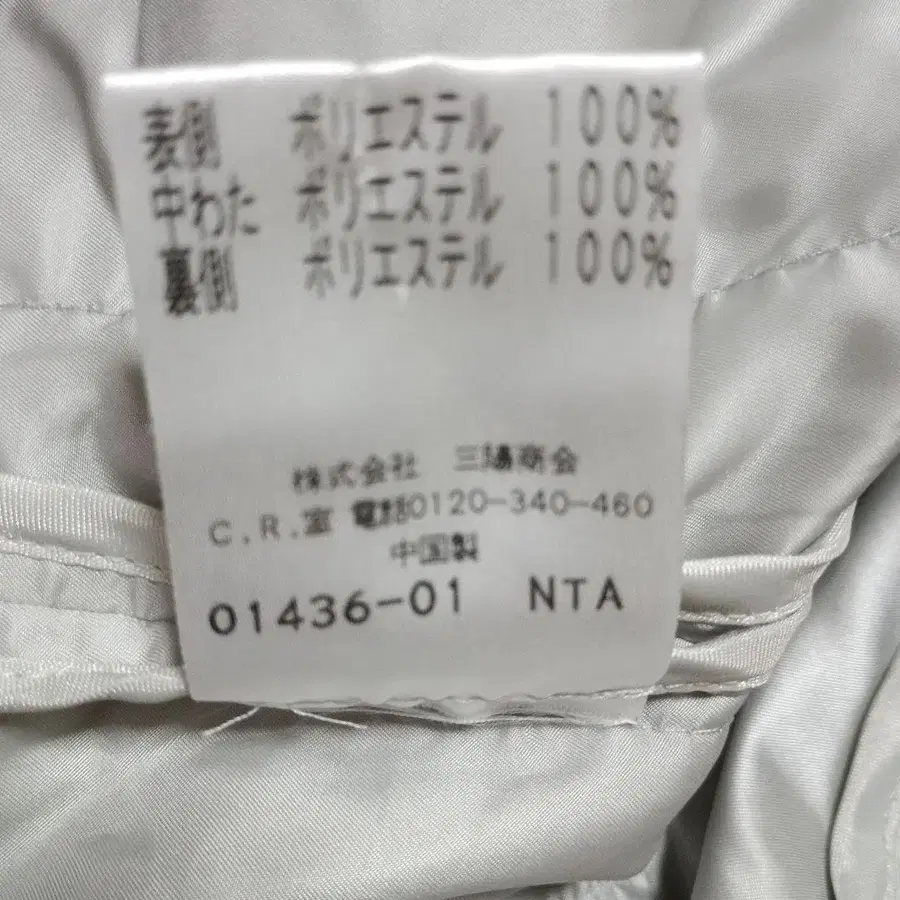 表側 ポリエステル 100%
中わた ポリエステル 100%
裏側 ポリエステル 100%
株式会社 三陽商会
C.R.室 電話0120-340-460
中国製
01436-01 NTA